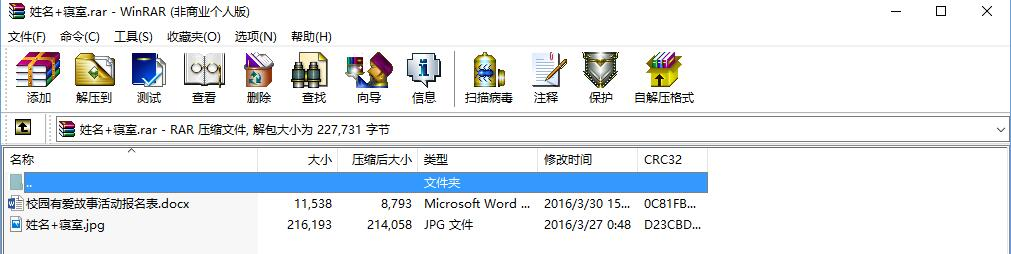 姓名+寝室.rar - WinRAR (非商业个人版)
文件(F) 命令(C) 工具(S) 收藏夹(O) 选项(N) 帮助(H)
添加 解压到 测试 查看 删除 查找 向导 信息 扫描病毒 注释 保护 自解压格式
姓名+寝室.rar - RAR 压缩文件, 解包大小为 227,731 字节
名称 大小 压缩后大小 类型 修改时间 CRC32
.. 文件夹
校园有爱故事活动报名表.docx 11,538 8,793 Microsoft Word ... 2016/3/30 15... 0C81FB...
姓名+寝室.jpg 216,193 214,058 JPG 文件 2016/3/27 0:48 D23CBD...